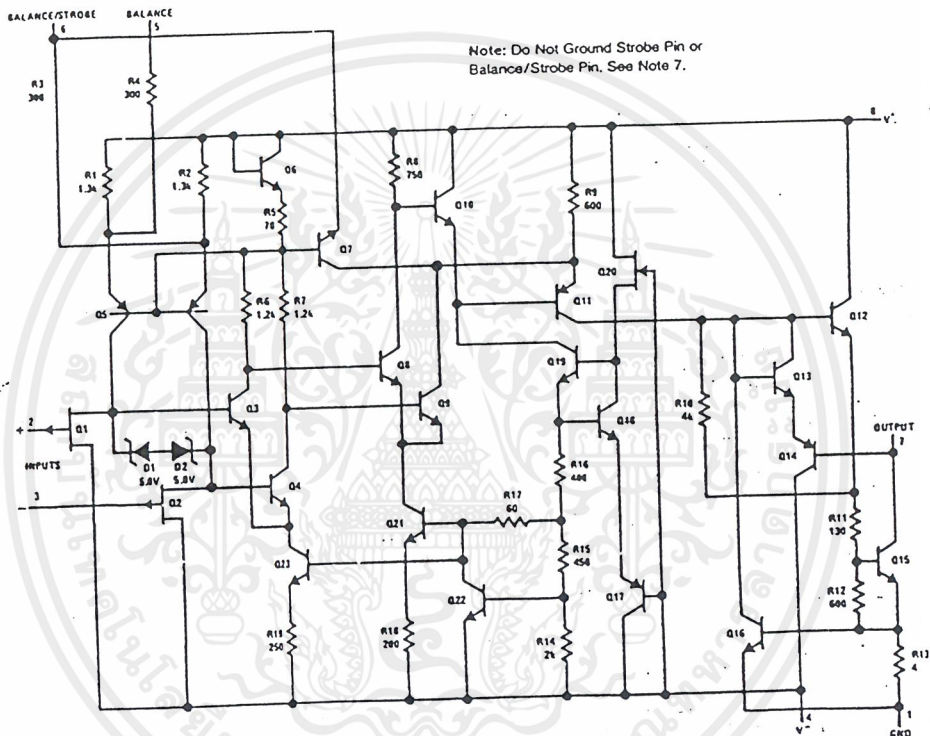 BALANCE/STROBE
6
BALANCE
5
Note: Do Not Ground Strobe Pin or
Balance/Strobe Pin. See Note 7.
R3
300
R4
300
8
V+
R1
1.3k
R2
1.3k
Q6
R5
70
R8
750
Q10
R9
600
Q7
Q20
Q5
R6
1.2k
R7
1.2k
Q11
Q12
Q8
Q19
Q13
+
2
Q1
Q3
Q9
Q18
R10
4k
Q14
OUTPUT
7
INPUTS
D1
5.0V
D2
5.0V
Q4
R16
400
-
3
Q2
R17
60
R11
130
Q21
Q15
Q23
R15
450
R12
600
Q22
Q17
Q16
R19
250
R18
200
R14
2k
R13
4
4
V-
1
GND